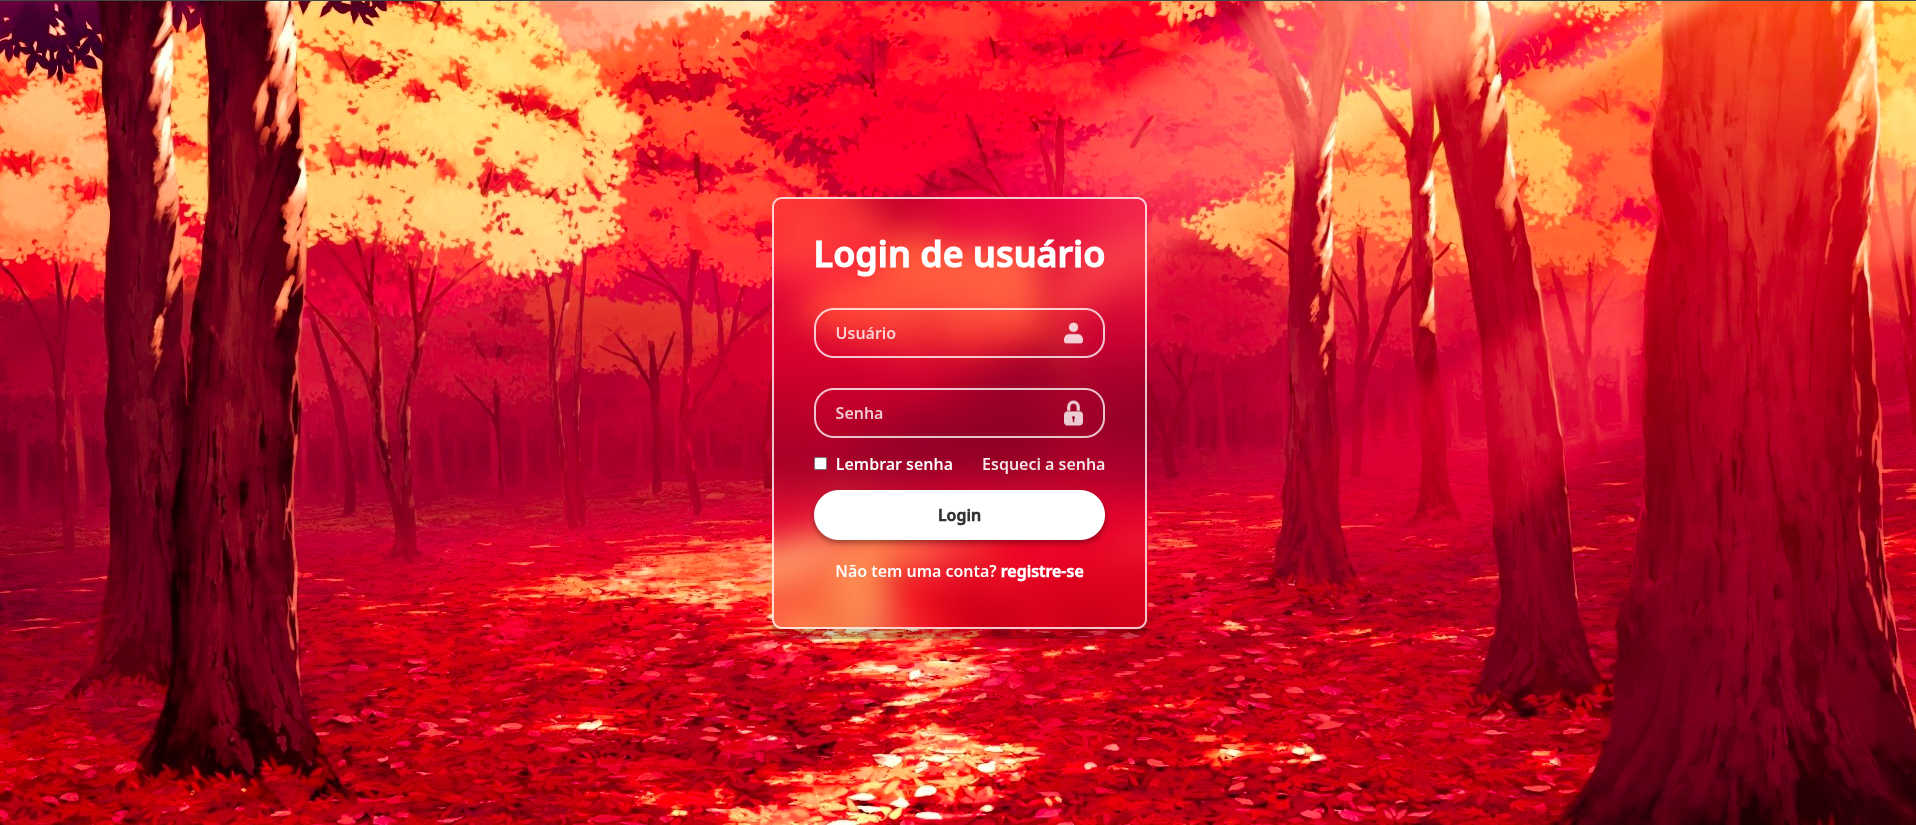 Login de usuário
Usuário
Senha
Lembrar senha Esqueci a senha
Login
Não tem uma conta? registre-se